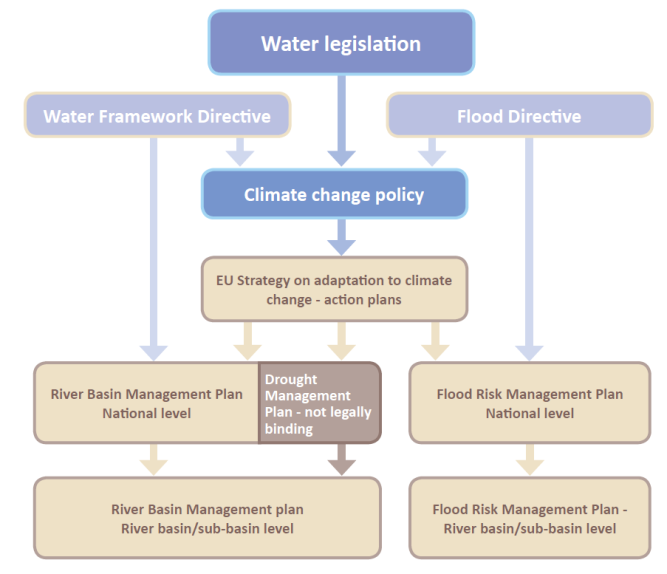 Water legislation
Water Framework Directive
Flood Directive
Climate change policy
EU Strategy on adaptation to climate
change - action plans
River Basin Management Plan
National level
Drought
Management
Plan - not legally
binding
Flood Risk Management Plan
National level
River Basin Management plan
River basin/sub-basin level
Flood Risk Management Plan -
River basin/sub-basin level